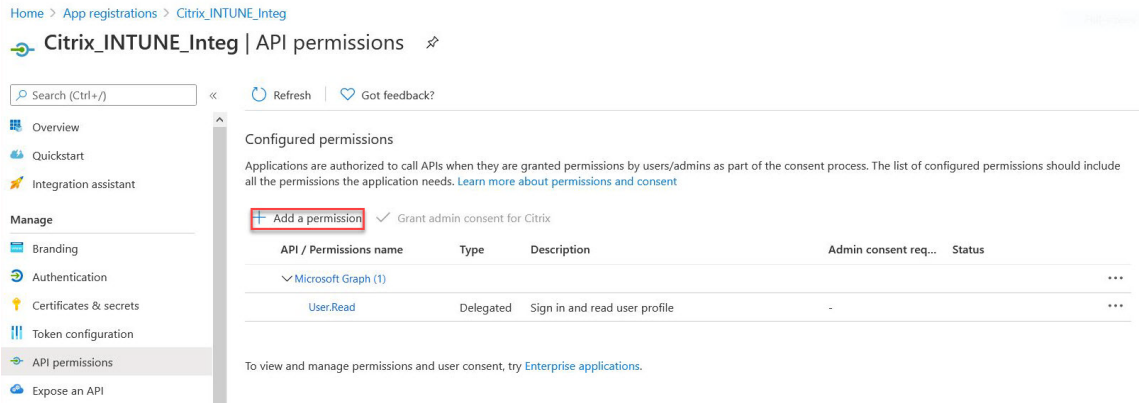 Home > App registrations > Citrix_INTUNE_Integ
Citrix_INTUNE_Integ | API permissions
Search (Ctrl+/)
«
Refresh
Got feedback?
Overview
Quickstart
Integration assistant
Manage
Branding
Authentication
Certificates & secrets
Token configuration
API permissions
Expose an API
Configured permissions
Applications are authorized to call APIs when they are granted permissions by users/admins as part of the consent process. The list of configured permissions should include
all the permissions the application needs. Learn more about permissions and consent
+ Add a permission
Grant admin consent for Citrix
API / Permissions name Type Description Admin consent req... Status
Microsoft Graph (1) ...
User.Read Delegated Sign in and read user profile - ...
To view and manage permissions and user consent, try Enterprise applications.